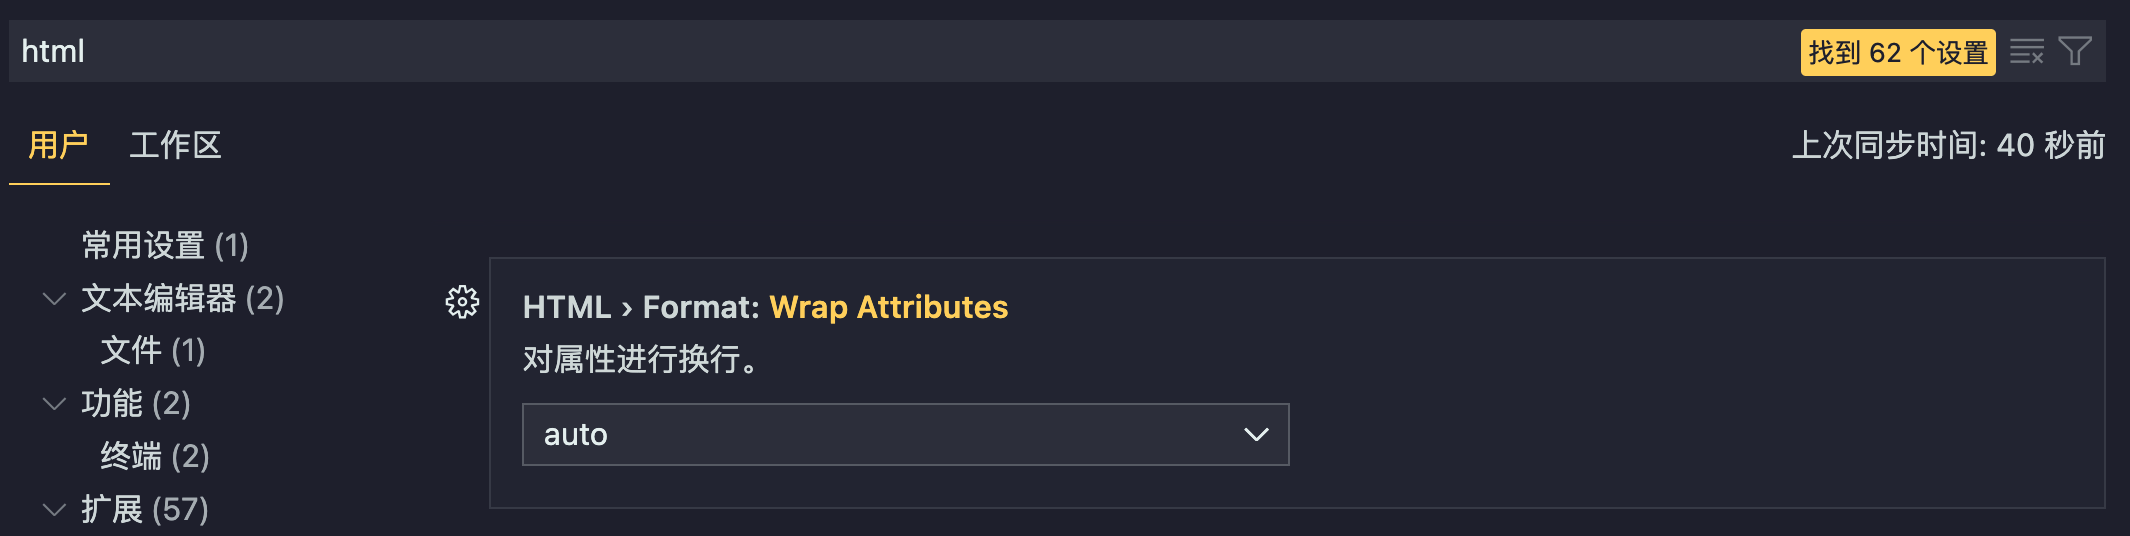 html
找到 62 个设置
用户 工作区
上次同步时间: 40 秒前
常用设置 (1)
文本编辑器 (2)
文件 (1)
功能 (2)
终端 (2)
扩展 (57)
HTML › Format: Wrap Attributes
对属性进行换行。
auto